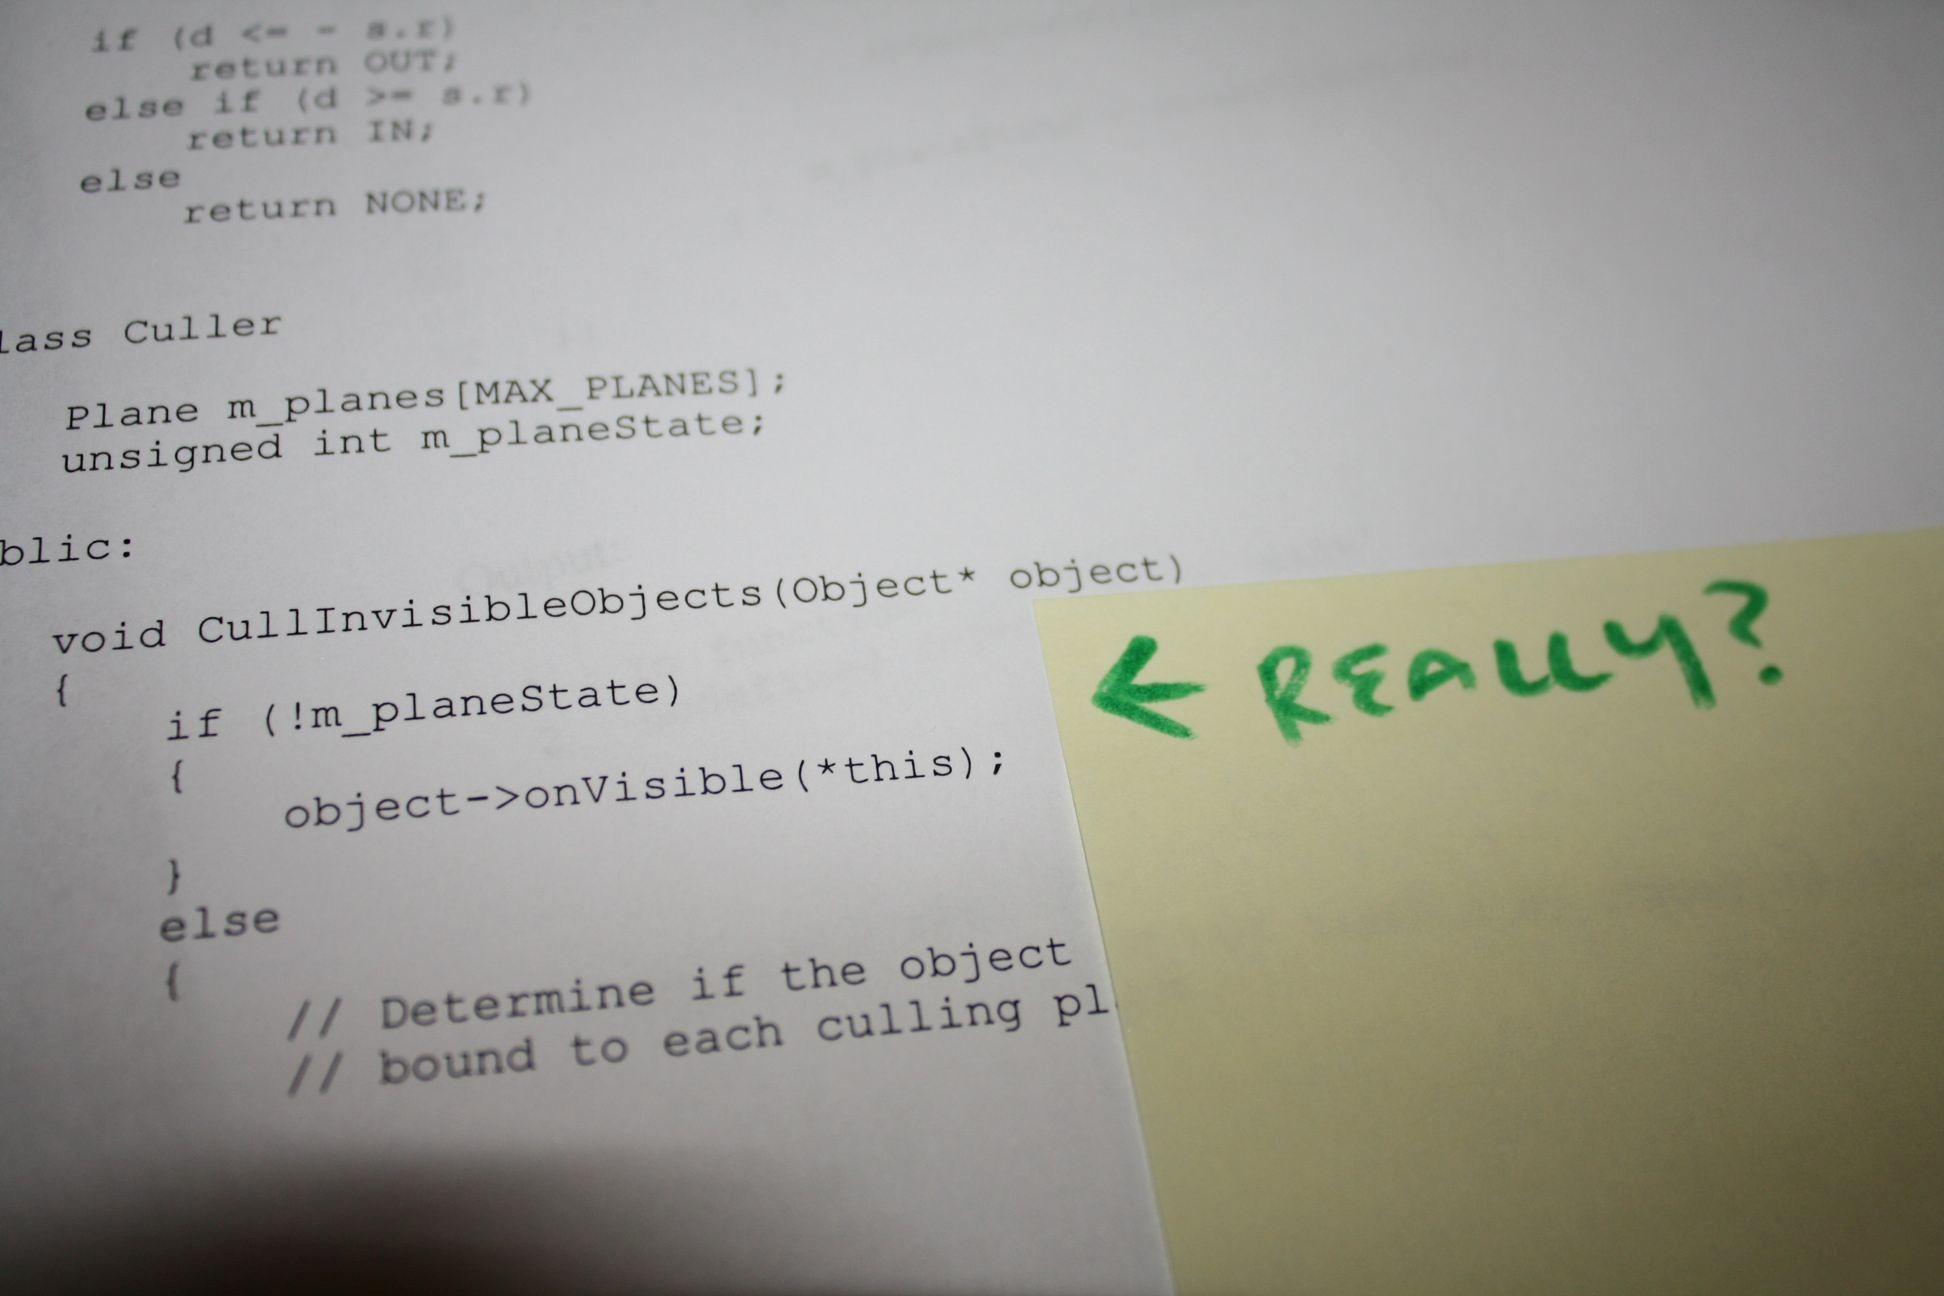 if (d <= - s.r)
return OUT;
else if (d >= s.r)
return IN;
else
return NONE;
lass Culler
Plane m_planes[MAX_PLANES];
unsigned int m_planeState;
blic:
void CullInvisibleObjects(Object* object)
{
if (!m_planeState)
← REALLY?
{
object->onVisible(*this);
}
else
{
// Determine if the object
// bound to each culling pl